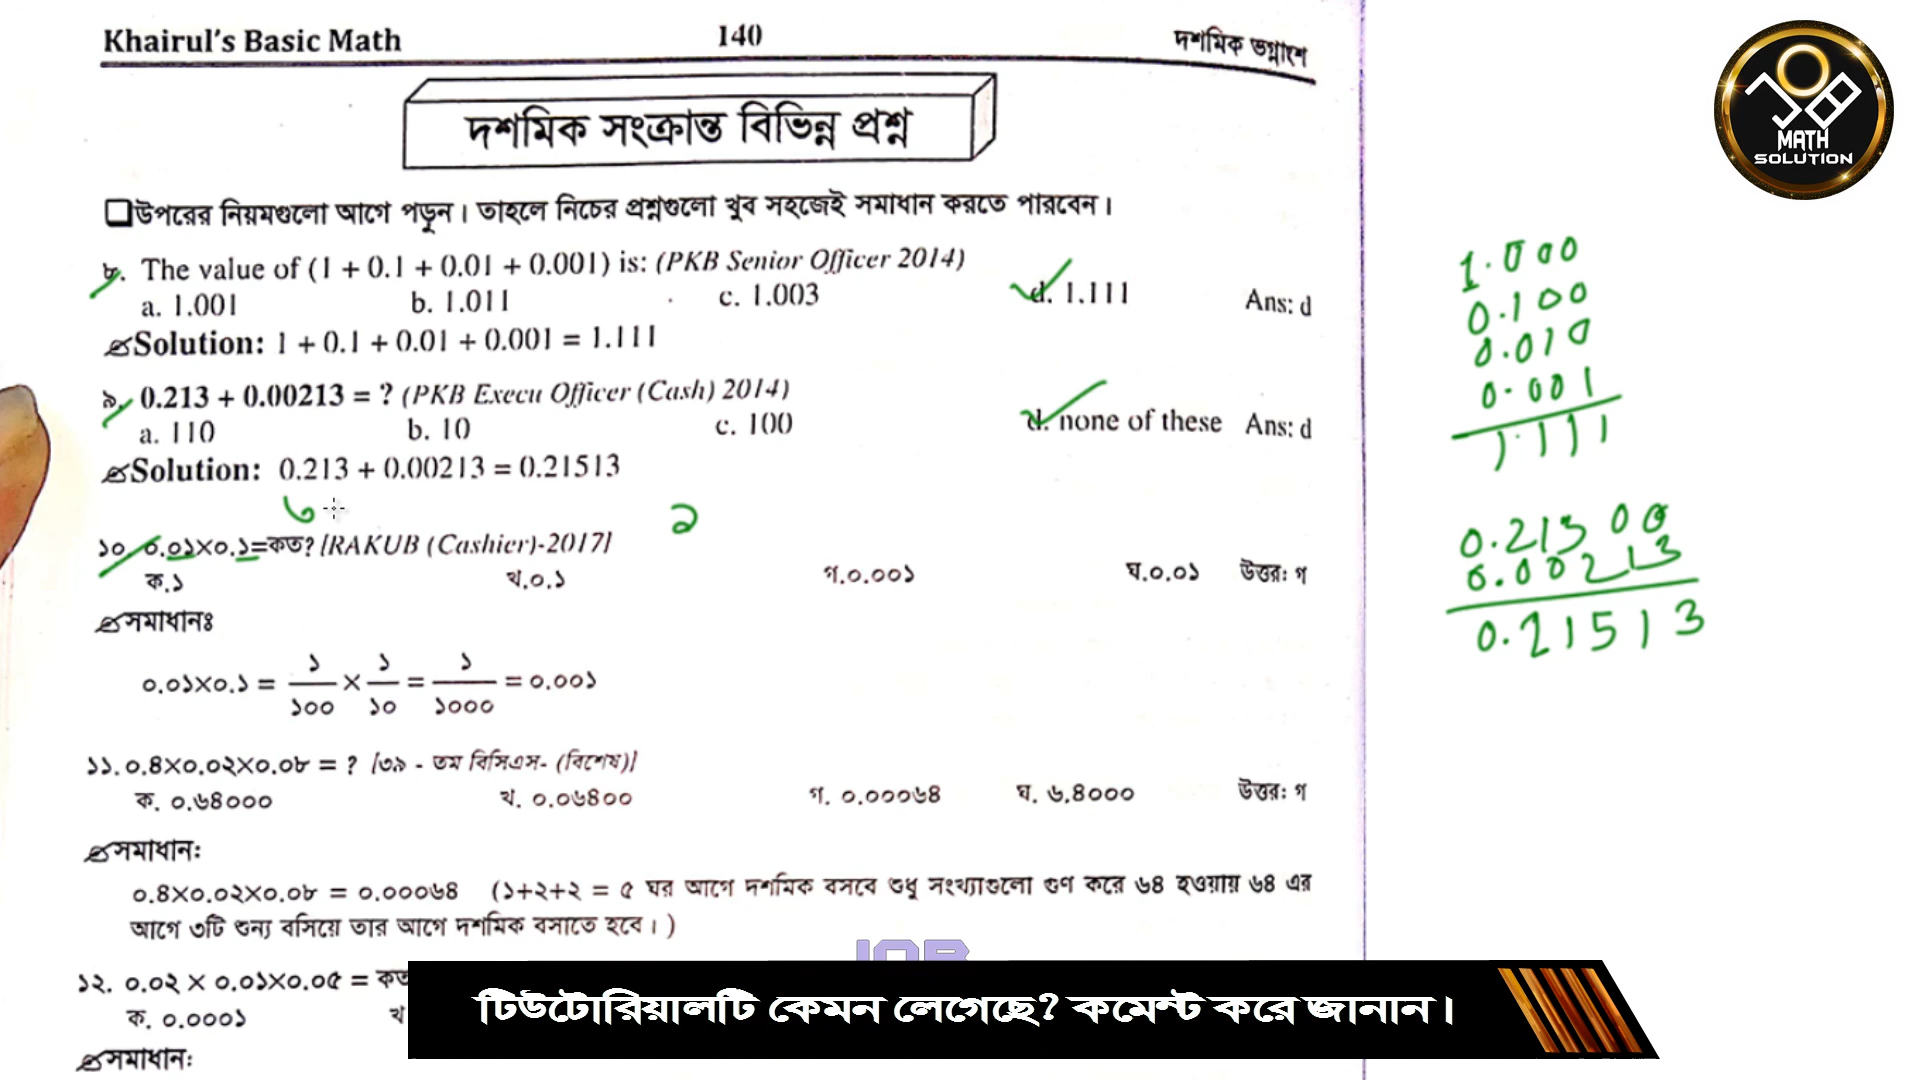 Khairul's Basic Math 140 দশমিক ভগ্নাংশ
দশমিক সংক্রান্ত বিভিন্ন প্রশ্ন
উপরের নিয়মগুলো আগে পড়ুন। তাহলে নিচের প্রশ্নগুলো খুব সহজেই সমাধান করতে পারবেন।
৮. The value of (1 + 0.1 + 0.01 + 0.001) is: (PKB Senior Officer 2014)
a. 1.001 b. 1.011 c. 1.003 d. 1.111 Ans: d
Solution: 1 + 0.1 + 0.01 + 0.001 = 1.111
৯. 0.213 + 0.00213 = ? (PKB Execu Officer (Cash) 2014)
a. 110 b. 10 c. 100 d. none of these Ans: d
Solution: 0.213 + 0.00213 = 0.21513
৩ ১
১০. ০.০১×০.১=কত? [RAKUB (Cashier)-2017]
ক.১ খ.০.১ গ.০.০০১ ঘ.০.০১ উত্তর: গ
সমাধানঃ
০.০১×০.১ = ১/১০০ × ১/১০ = ১/১০০০ = ০.০০১
১১. ০.৪×০.০২×০.০৮ = ? [৩৯ - তম বিসিএস- (বিশেষ)]
ক. ০.৬৪০০০ খ. ০.০৬৪০০ গ. ০.০০০৬৪ ঘ. ৬.৪০০০ উত্তর: গ
সমাধান:
০.৪×০.০২×০.০৮ = ০.০০০৬৪ (১+২+২ = ৫ ঘর আগে দশমিক বসবে শুধু সংখ্যাগুলো গুণ করে ৬৪ হওয়ায় ৬৪ এর
আগে ৩টি শুন্য বসিয়ে তার আগে দশমিক বসাতে হবে। )
১২. ০.০২ × ০.০১×০.০৫ = কত
ক. ০.০০০১ খ
সমাধান:
1.000
0.100
0.010
0.001
1.111
0.21300
0.00213
0.21513
JOB
MATH
SOLUTION
JOB
টিউটোরিয়ালটি কেমন লেগেছে? কমেন্ট করে জানান।